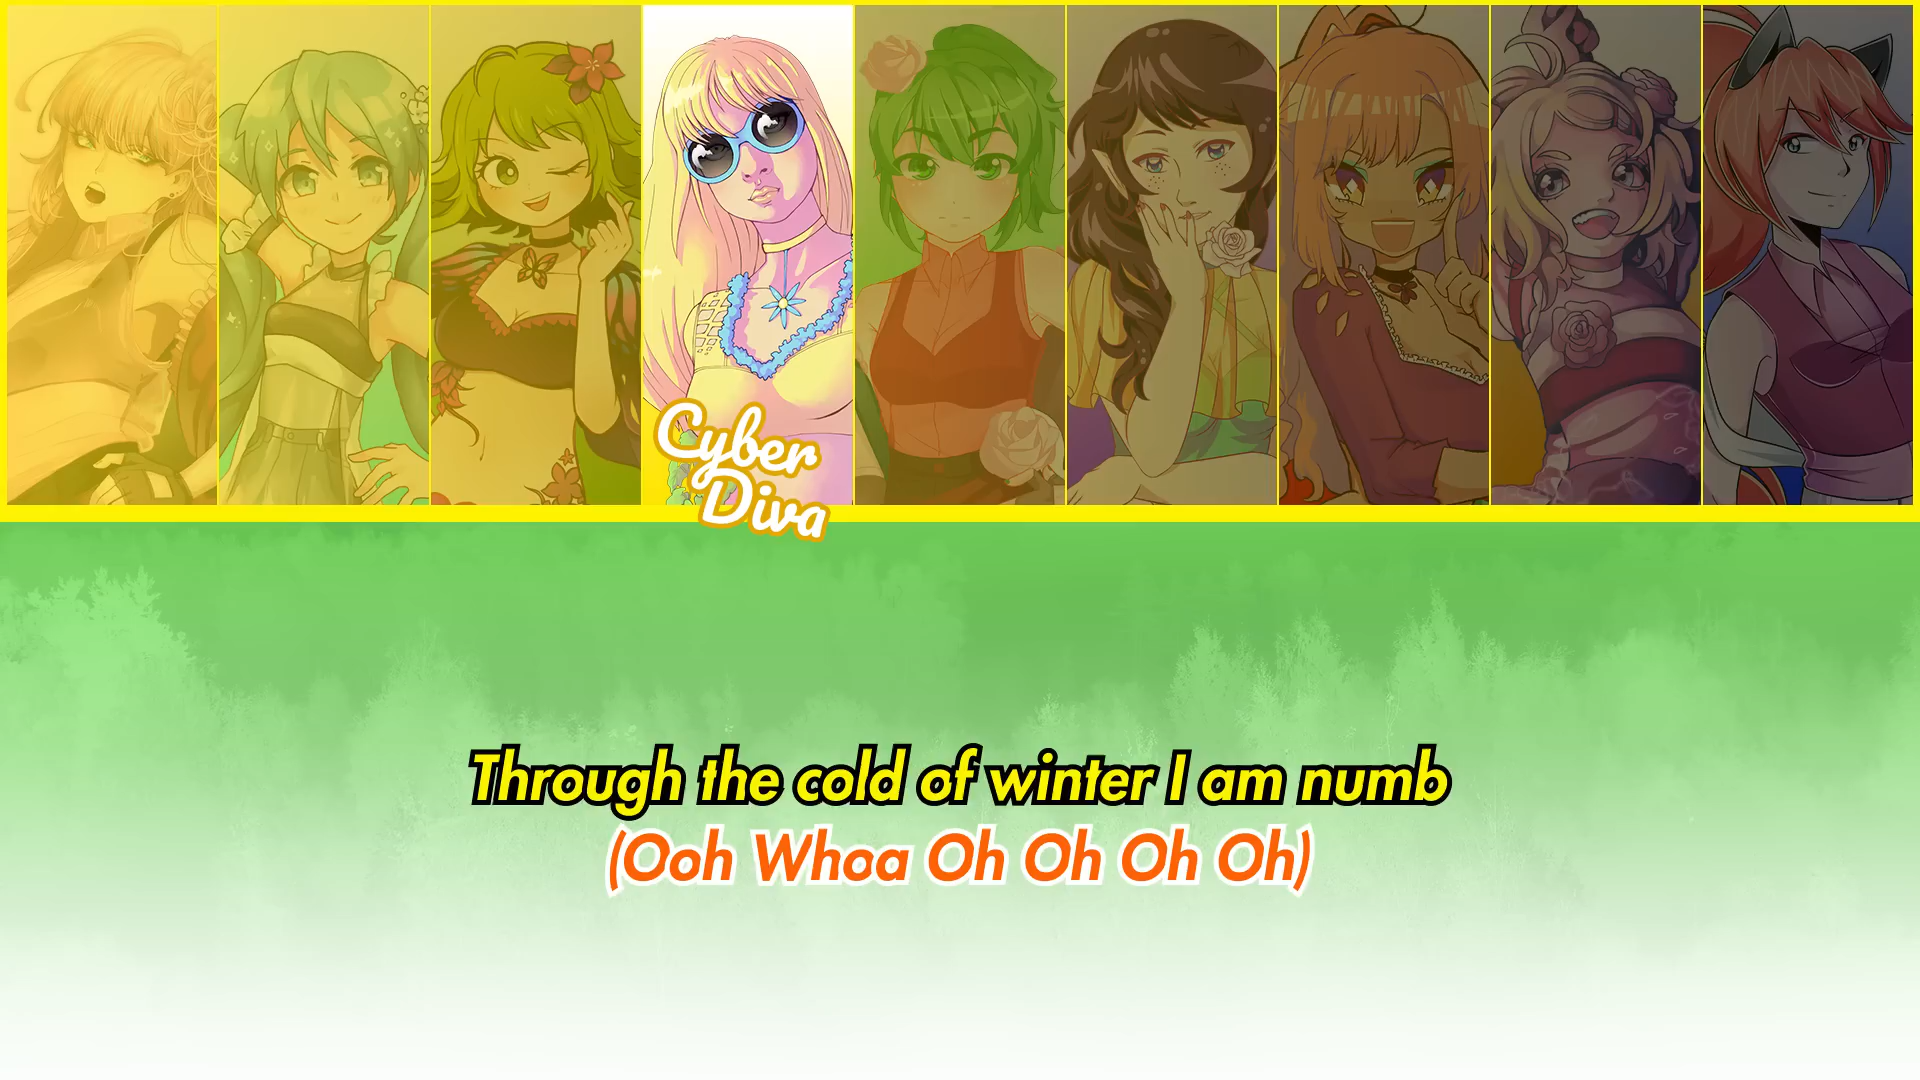 Cyber
Diva
Through the cold of winter I am numb
(Ooh Whoa Oh Oh Oh Oh)